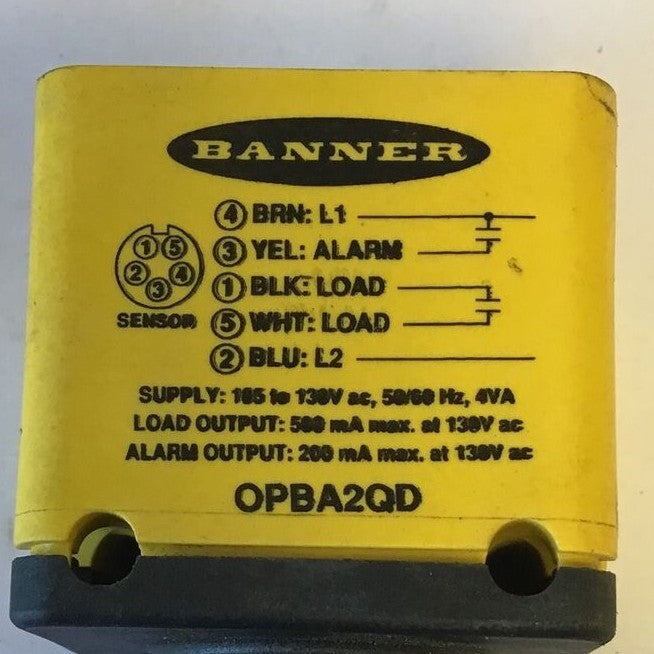 BANNER
④ BRN: L1
③ YEL: ALARM
① BLK: LOAD
⑤ WHT: LOAD
② BLU: L2
① ⑤
② ④
③
SENSOR
SUPPLY: 105 to 130V ac, 50/60 Hz, 4VA
LOAD OUTPUT: 500 mA max. at 130V ac
ALARM OUTPUT: 200 mA max. at 130V ac
OPBA2QD